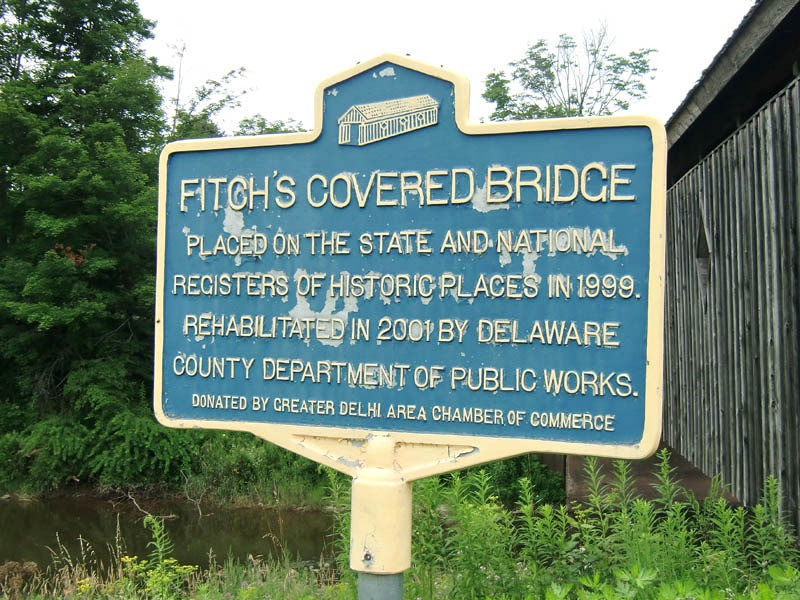 FITCH'S COVERED BRIDGE
PLACED ON THE STATE AND NATIONAL
REGISTERS OF HISTORIC PLACES IN 1999.
REHABILITATED IN 2001 BY DELAWARE
COUNTY DEPARTMENT OF PUBLIC WORKS.
DONATED BY GREATER DELHI AREA CHAMBER OF COMMERCE